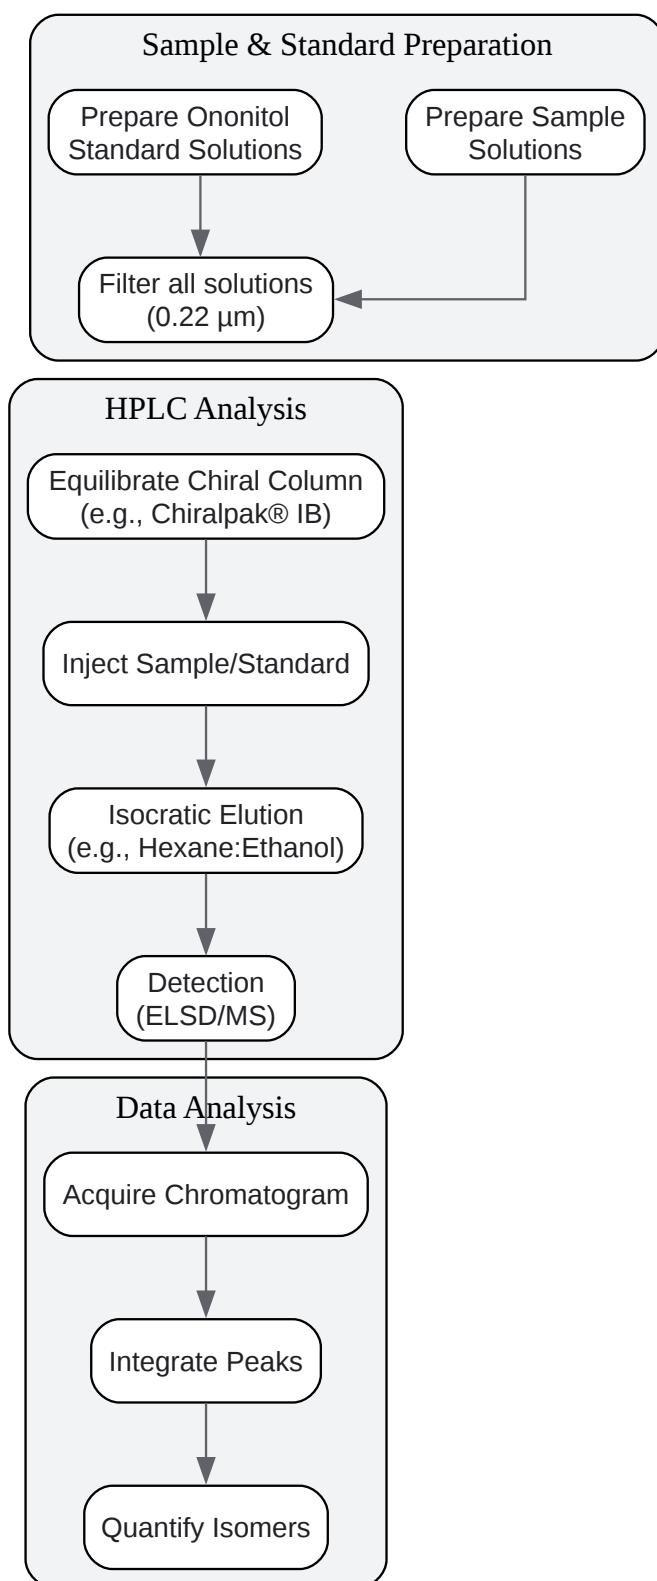 Sample & Standard Preparation
Prepare Ononitol
Standard Solutions
Prepare Sample
Solutions
Filter all solutions
(0.22 µm)
HPLC Analysis
Equilibrate Chiral Column
(e.g., Chiralpak® IB)
Inject Sample/Standard
Isocratic Elution
(e.g., Hexane:Ethanol)
Detection
(ELSD/MS)
Data Analysis
Acquire Chromatogram
Integrate Peaks
Quantify Isomers